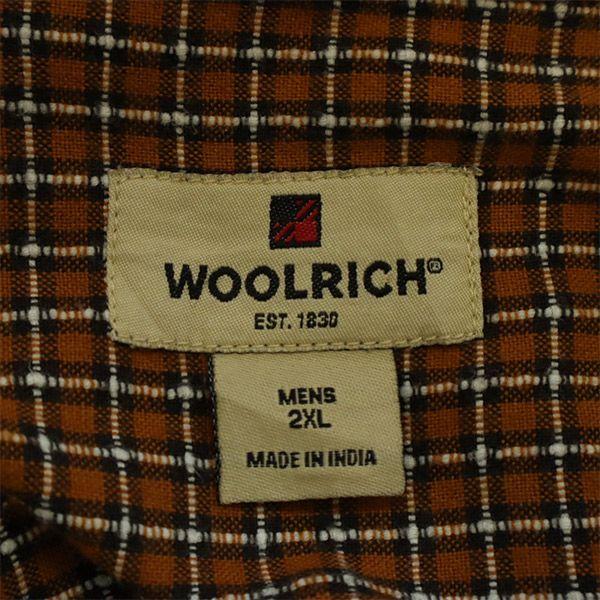 WOOLRICH®
EST. 1830
MENS
2XL
MADE IN INDIA